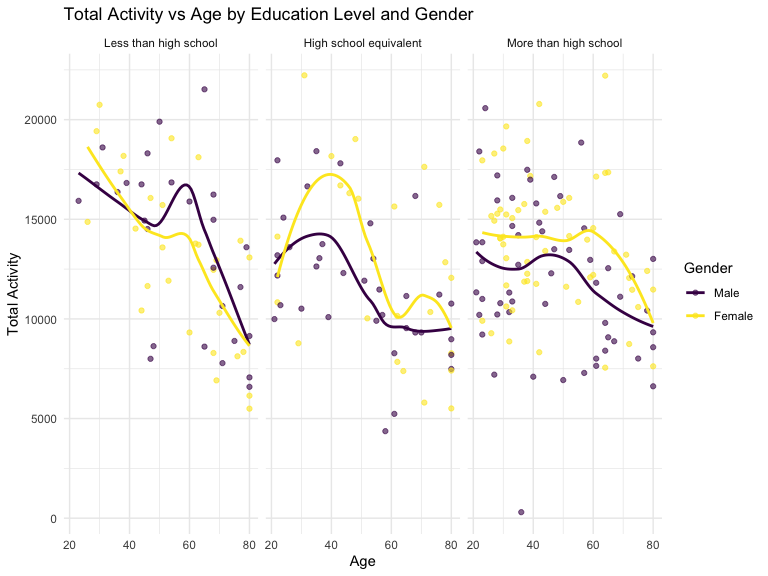 Total Activity vs Age by Education Level and Gender
Less than high school
High school equivalent
More than high school
20000
15000
10000
5000
0
Total Activity
20 40 60 80
20 40 60 80
20 40 60 80
Age
Gender
Male
Female